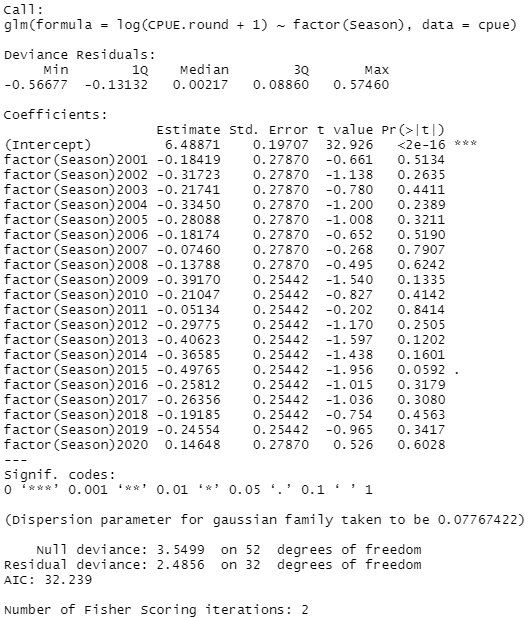 Call:
glm(formula = log(CPUE.round + 1) ~ factor(Season), data = cpue)
Deviance Residuals:
Min 1Q Median 3Q Max
-0.56677 -0.13132 0.00217 0.08860 0.57460
Coefficients:
Estimate Std. Error t value Pr(>|t|)
(Intercept) 6.48871 0.19707 32.926 <2e-16 ***
factor(Season)2001 -0.18419 0.27870 -0.661 0.5134
factor(Season)2002 -0.31723 0.27870 -1.138 0.2635
factor(Season)2003 -0.21741 0.27870 -0.780 0.4411
factor(Season)2004 -0.33450 0.27870 -1.200 0.2389
factor(Season)2005 -0.28088 0.27870 -1.008 0.3211
factor(Season)2006 -0.18174 0.27870 -0.652 0.5190
factor(Season)2007 -0.07460 0.27870 -0.268 0.7907
factor(Season)2008 -0.13788 0.27870 -0.495 0.6242
factor(Season)2009 -0.39170 0.25442 -1.540 0.1335
factor(Season)2010 -0.21047 0.25442 -0.827 0.4142
factor(Season)2011 -0.05134 0.25442 -0.202 0.8414
factor(Season)2012 -0.29775 0.25442 -1.170 0.2505
factor(Season)2013 -0.40623 0.25442 -1.597 0.1202
factor(Season)2014 -0.36585 0.25442 -1.438 0.1601
factor(Season)2015 -0.49765 0.25442 -1.956 0.0592 .
factor(Season)2016 -0.25812 0.25442 -1.015 0.3179
factor(Season)2017 -0.26356 0.25442 -1.036 0.3080
factor(Season)2018 -0.19185 0.25442 -0.754 0.4563
factor(Season)2019 -0.24554 0.25442 -0.965 0.3417
factor(Season)2020 0.14648 0.27870 0.526 0.6028
---
Signif. codes:
0 ‘***’ 0.001 ‘**’ 0.01 ‘*’ 0.05 ‘.’ 0.1 ‘ ’ 1
(Dispersion parameter for gaussian family taken to be 0.07767422)
Null deviance: 3.5499 on 52 degrees of freedom
Residual deviance: 2.4856 on 32 degrees of freedom
AIC: 32.239
Number of Fisher Scoring iterations: 2